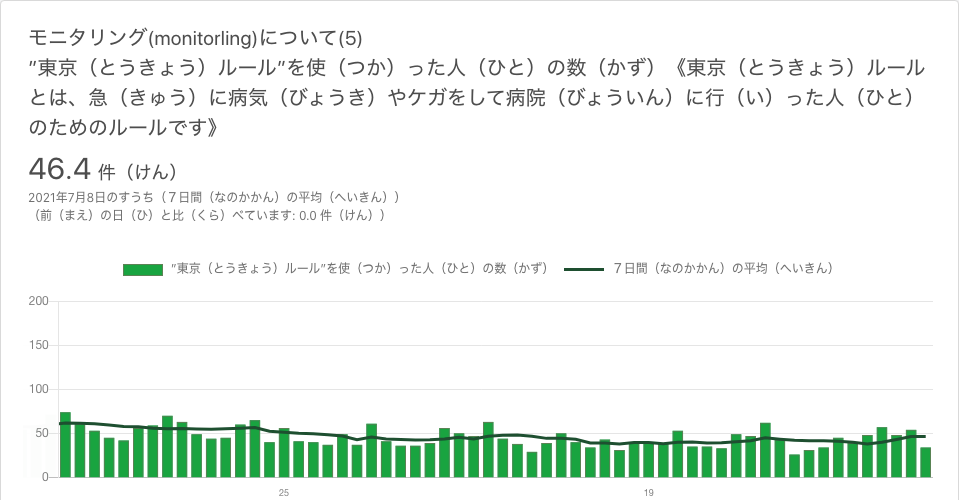 モニタリング(monitorling)について(5)
”東京（とうきょう）ルール”を使（つか）った人（ひと）の数（かず）《東京（とうきょう）ルール
とは、急（きゅう）に病気（びょうき）やケガをして病院（びょういん）に行（い）った人（ひと）
のためのルールです》
46.4 件（けん）
2021年7月8日のすうち（７日間（なのかかん）の平均（へいきん））
（前（まえ）の日（ひ）と比（くら）べています: 0.0 件（けん））
”東京（とうきょう）ルール”を使（つか）った人（ひと）の数（かず） ７日間（なのかかん）の平均（へいきん）
200
150
100
50
0
25 19